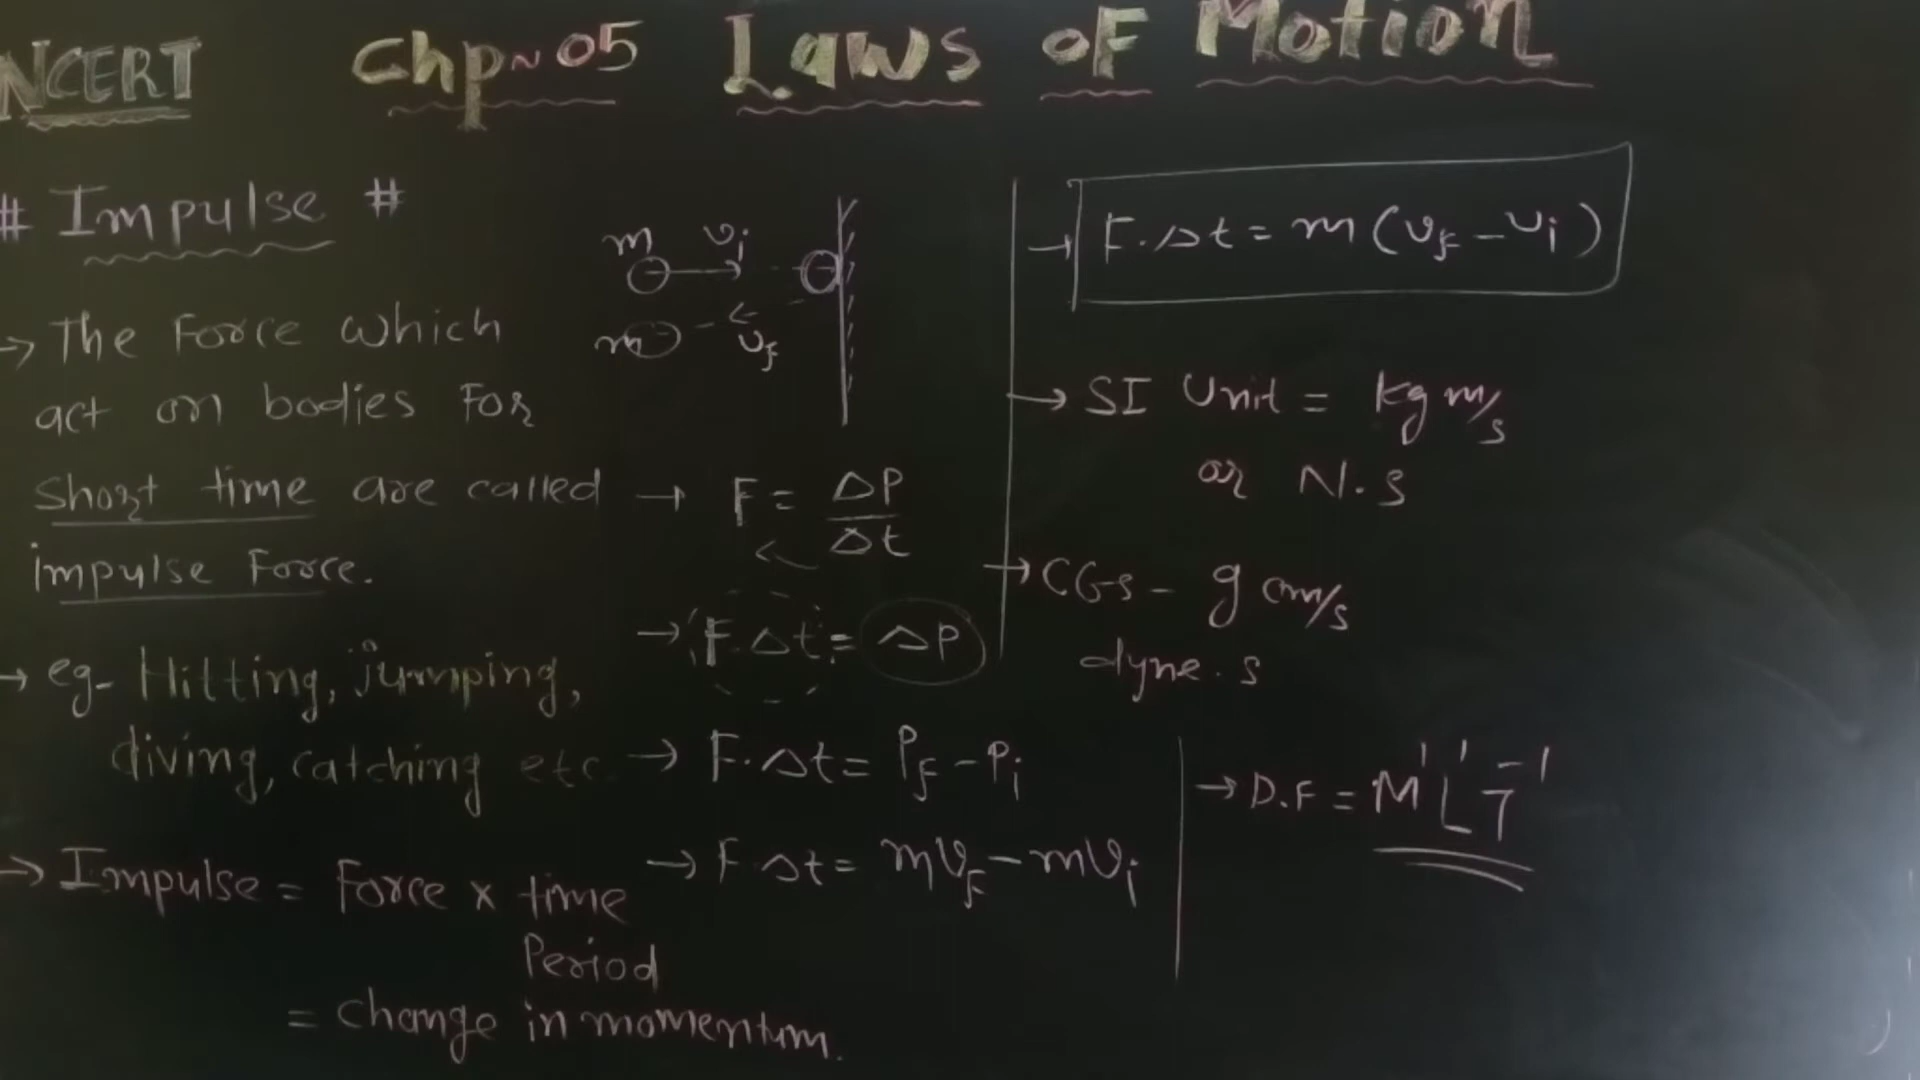 NCERT Chp~05 Laws of Motion
# Impulse #
→ The Force which
act on bodies For
short time are called
impulse Force.
→ eg- Hitting, jumping,
diving, catching etc
→ Impulse = Force × time
Period
= change in momentum.
m vi
m vF
→ F = ΔP/Δt
→ F.Δt = ΔP
→ F.Δt = PF - Pi
→ F Δt = mvF - mvi
→ F.Δt = m (vF - vi)
→ SI Unit = kg m/s
or N.s
→ CGS - g cm/s
dyne.s
→ D.F = M¹L¹T⁻¹